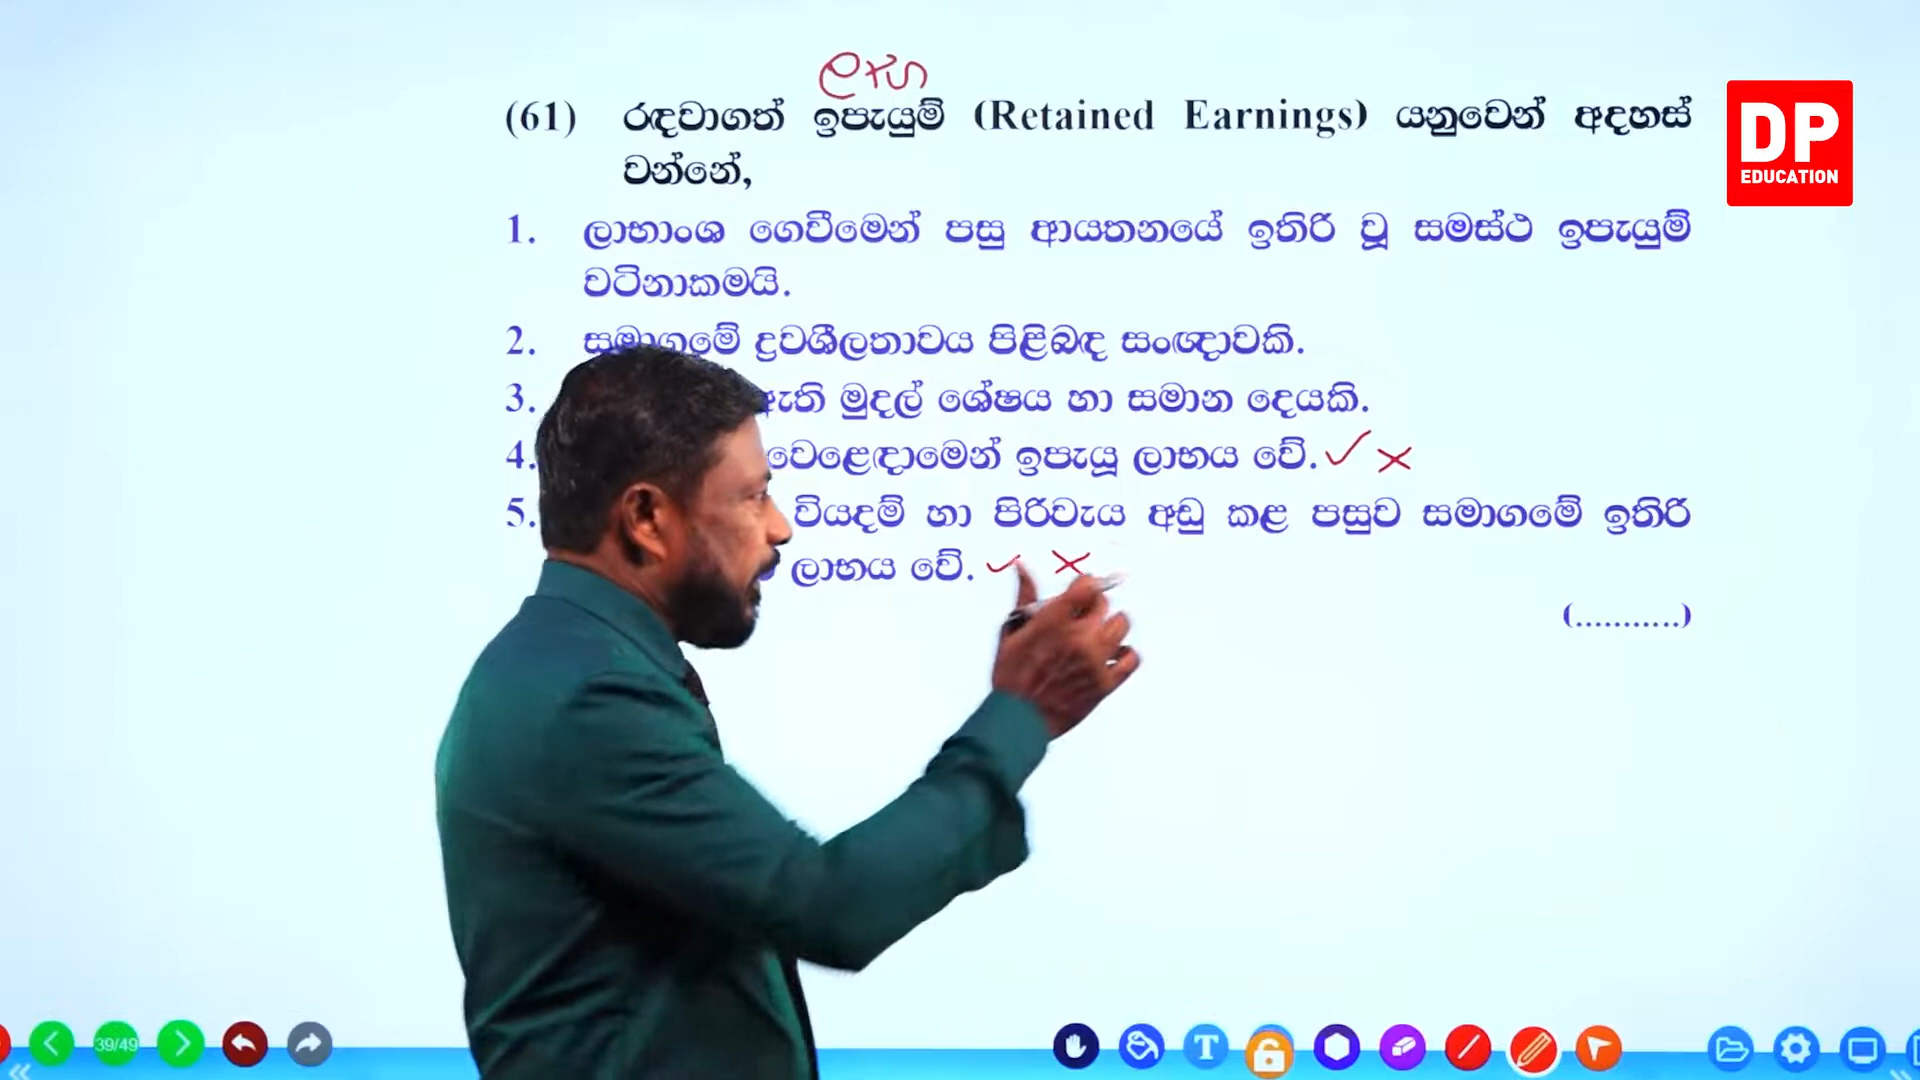 ලාභ
(61) රඳවාගත් ඉපැයුම් (Retained Earnings) යනුවෙන් අදහස්
වන්නේ,
1. ලාභාංශ ගෙවීමෙන් පසු ආයතනයේ ඉතිරි වූ සමස්ථ ඉපැයුම්
වටිනාකමයි.
2. සමාගමේ ද්‍රවශීලතාවය පිළිබඳ සංඥාවකි.
3. ඇති මුදල් ශේෂය හා සමාන දෙයකි.
4. වෙළෙඳාමෙන් ඉපැයූ ලාභය වේ.
5. වියදම් හා පිරිවැය අඩු කළ පසුව සමාගමේ ඉතිරි
ලාභය වේ.
(...........)
DP
EDUCATION
39/49
T